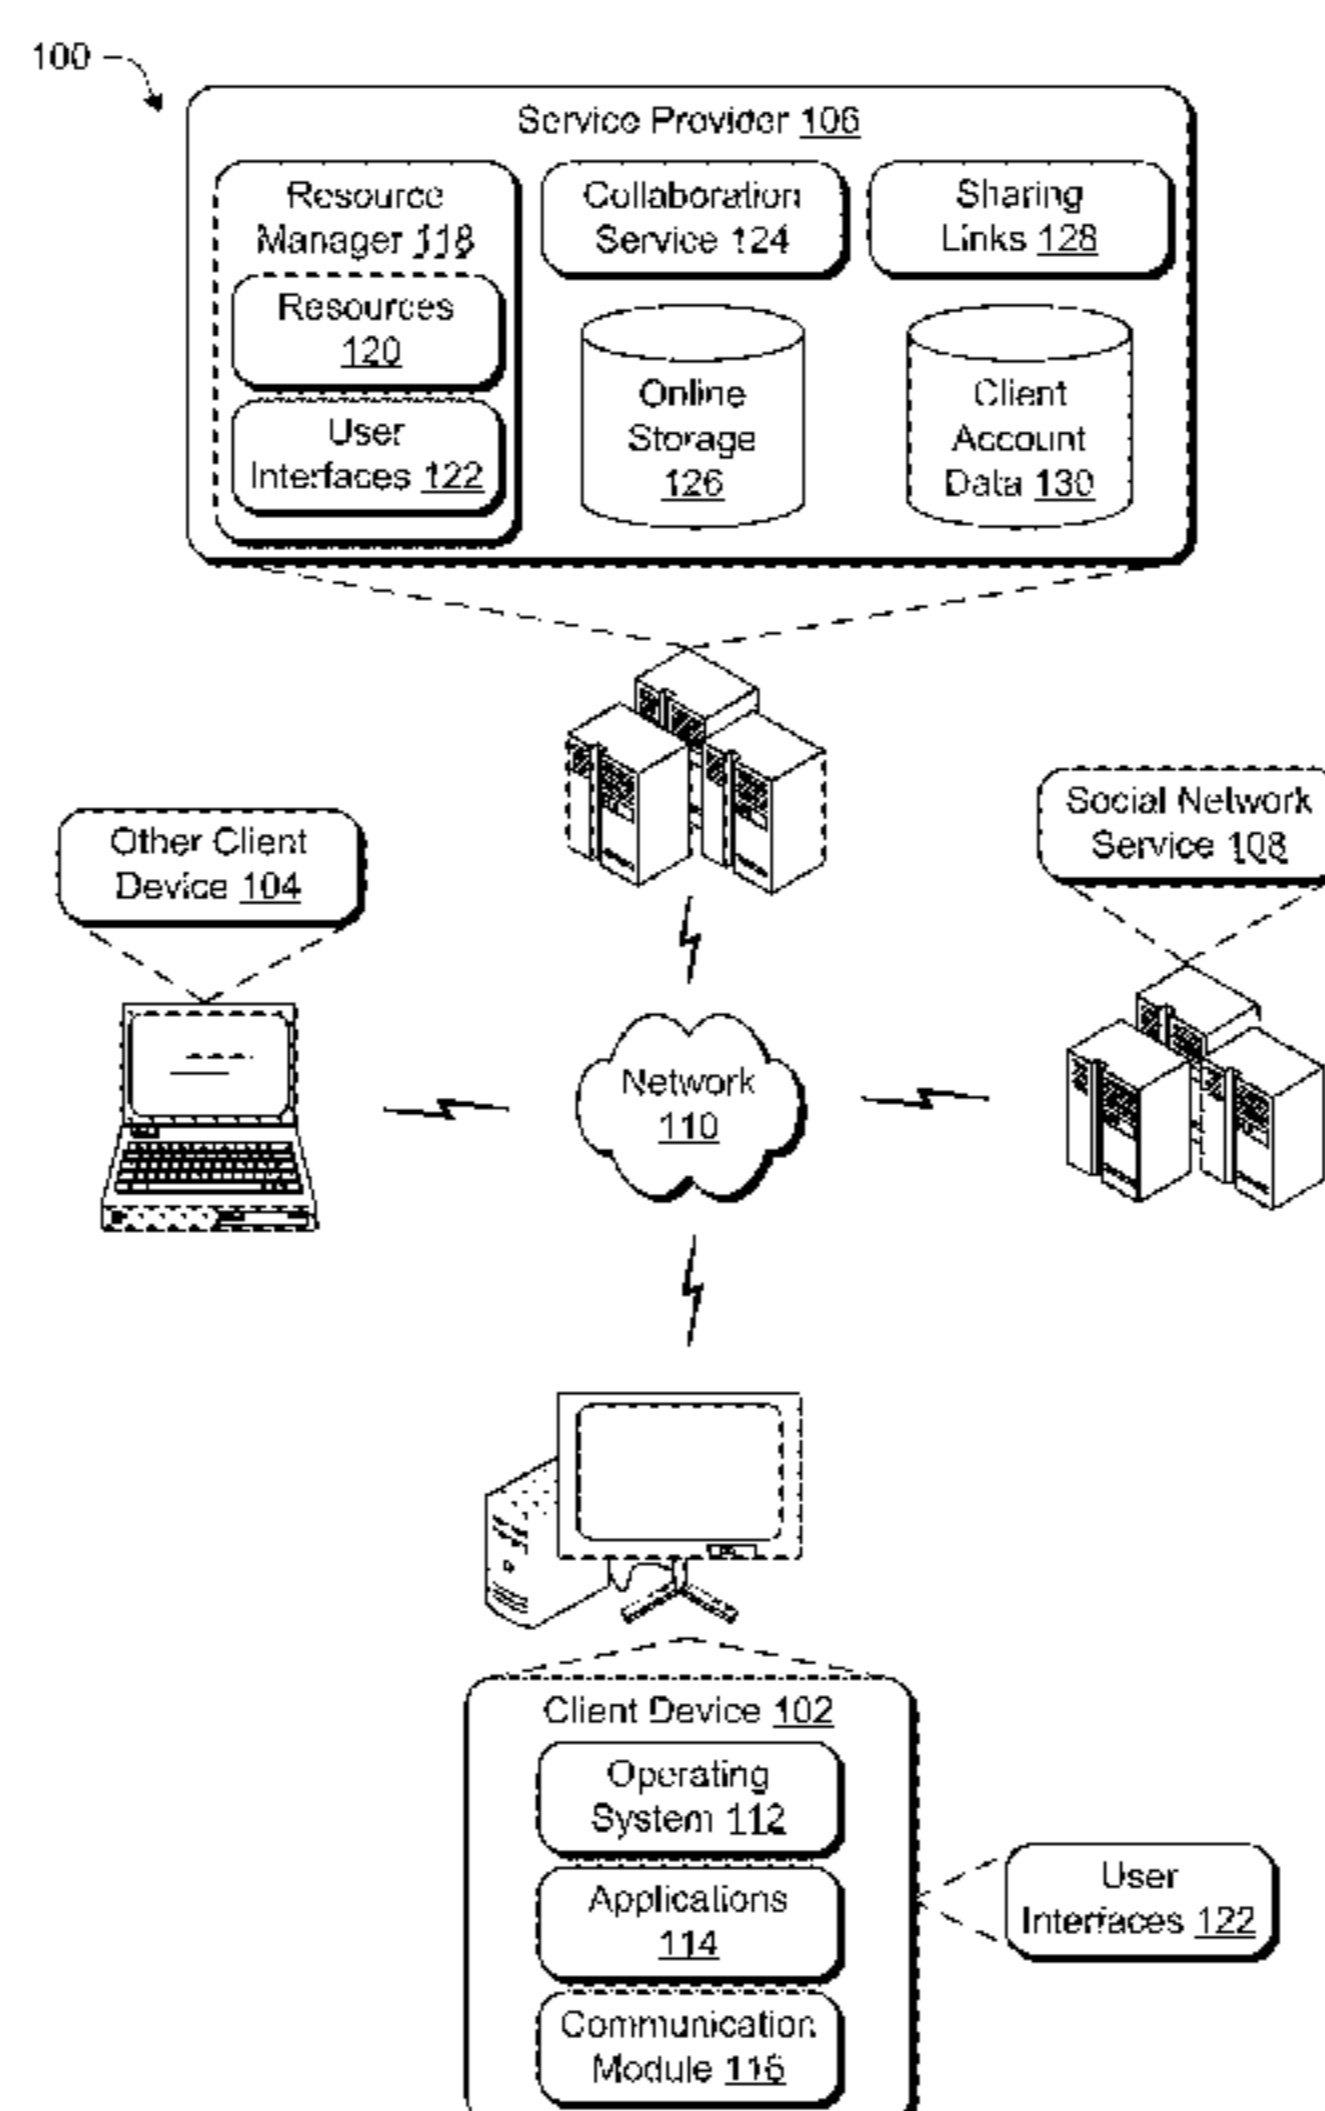 100
Service Provider 106
Resource
Manager 118
Resources
120
User
Interfaces 122
Collaboration
Service 124
Online
Storage
126
Sharing
Links 128
Client
Account
Data 130
Other Client
Device 104
Social Network
Service 108
Network
110
Client Device 102
Operating
System 112
Applications
114
Communication
Module 116
User
Interfaces 122